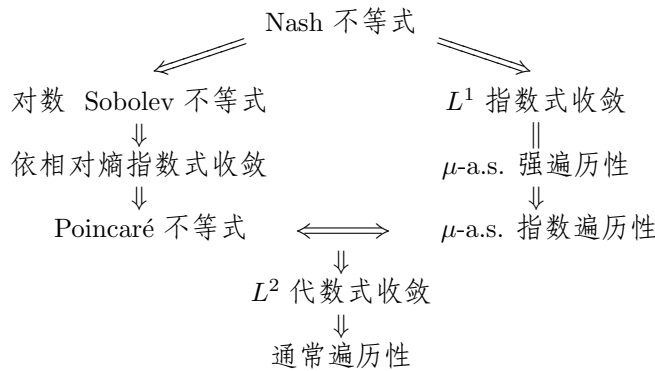 Nash 不等式
对数 Sobolev 不等式 L¹ 指数式收敛
⇓ ‖
依相对熵指数式收敛 μ-a.s. 强遍历性
⇓ ⇓
Poincaré 不等式 ⟺ μ-a.s. 指数遍历性
⇓
L² 代数式收敛
⇓
通常遍历性